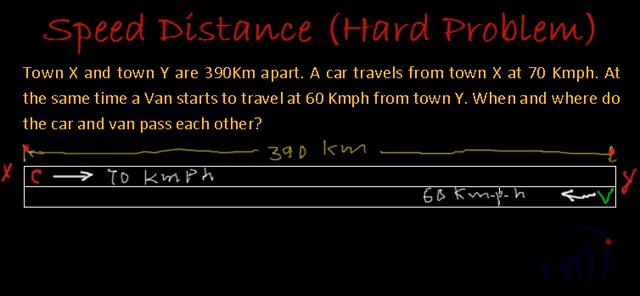 Speed Distance (Hard Problem)
Town X and town Y are 390Km apart. A car travels from town X at 70 Kmph. At
the same time a Van starts to travel at 60 Kmph from town Y. When and where do
the car and van pass each other?
390 Km
X C 70 KmPh Y
60 Km-p-h V